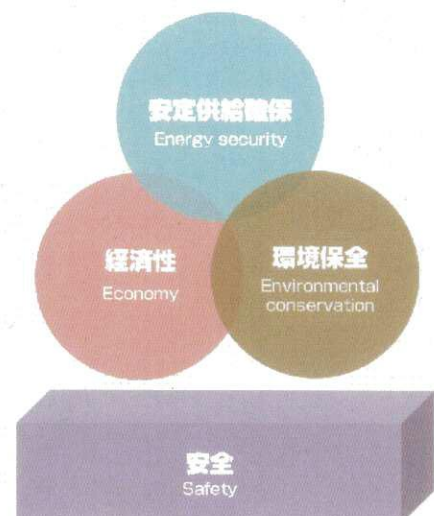 安定供給確保
Energy security
経済性
Economy
環境保全
Environmental
conservation
安全
Safety